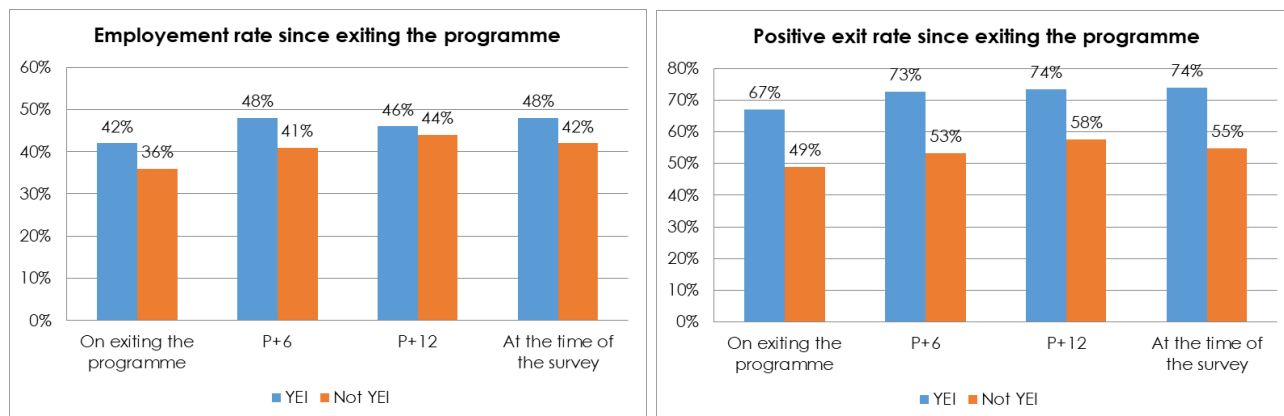 Employement rate since exiting the programme
60%
50%
40%
30%
20%
10%
0%
42%
36%
48%
41%
46%
44%
48%
42%
On exiting the
programme
P+6
P+12
At the time of
the survey
YEI
Not YEI
Positive exit rate since exiting the programme
80%
70%
60%
50%
40%
30%
20%
10%
0%
67%
49%
73%
53%
74%
58%
74%
55%
On exiting the
programme
P+6
P+12
At the time of
the survey
YEI
Not YEI